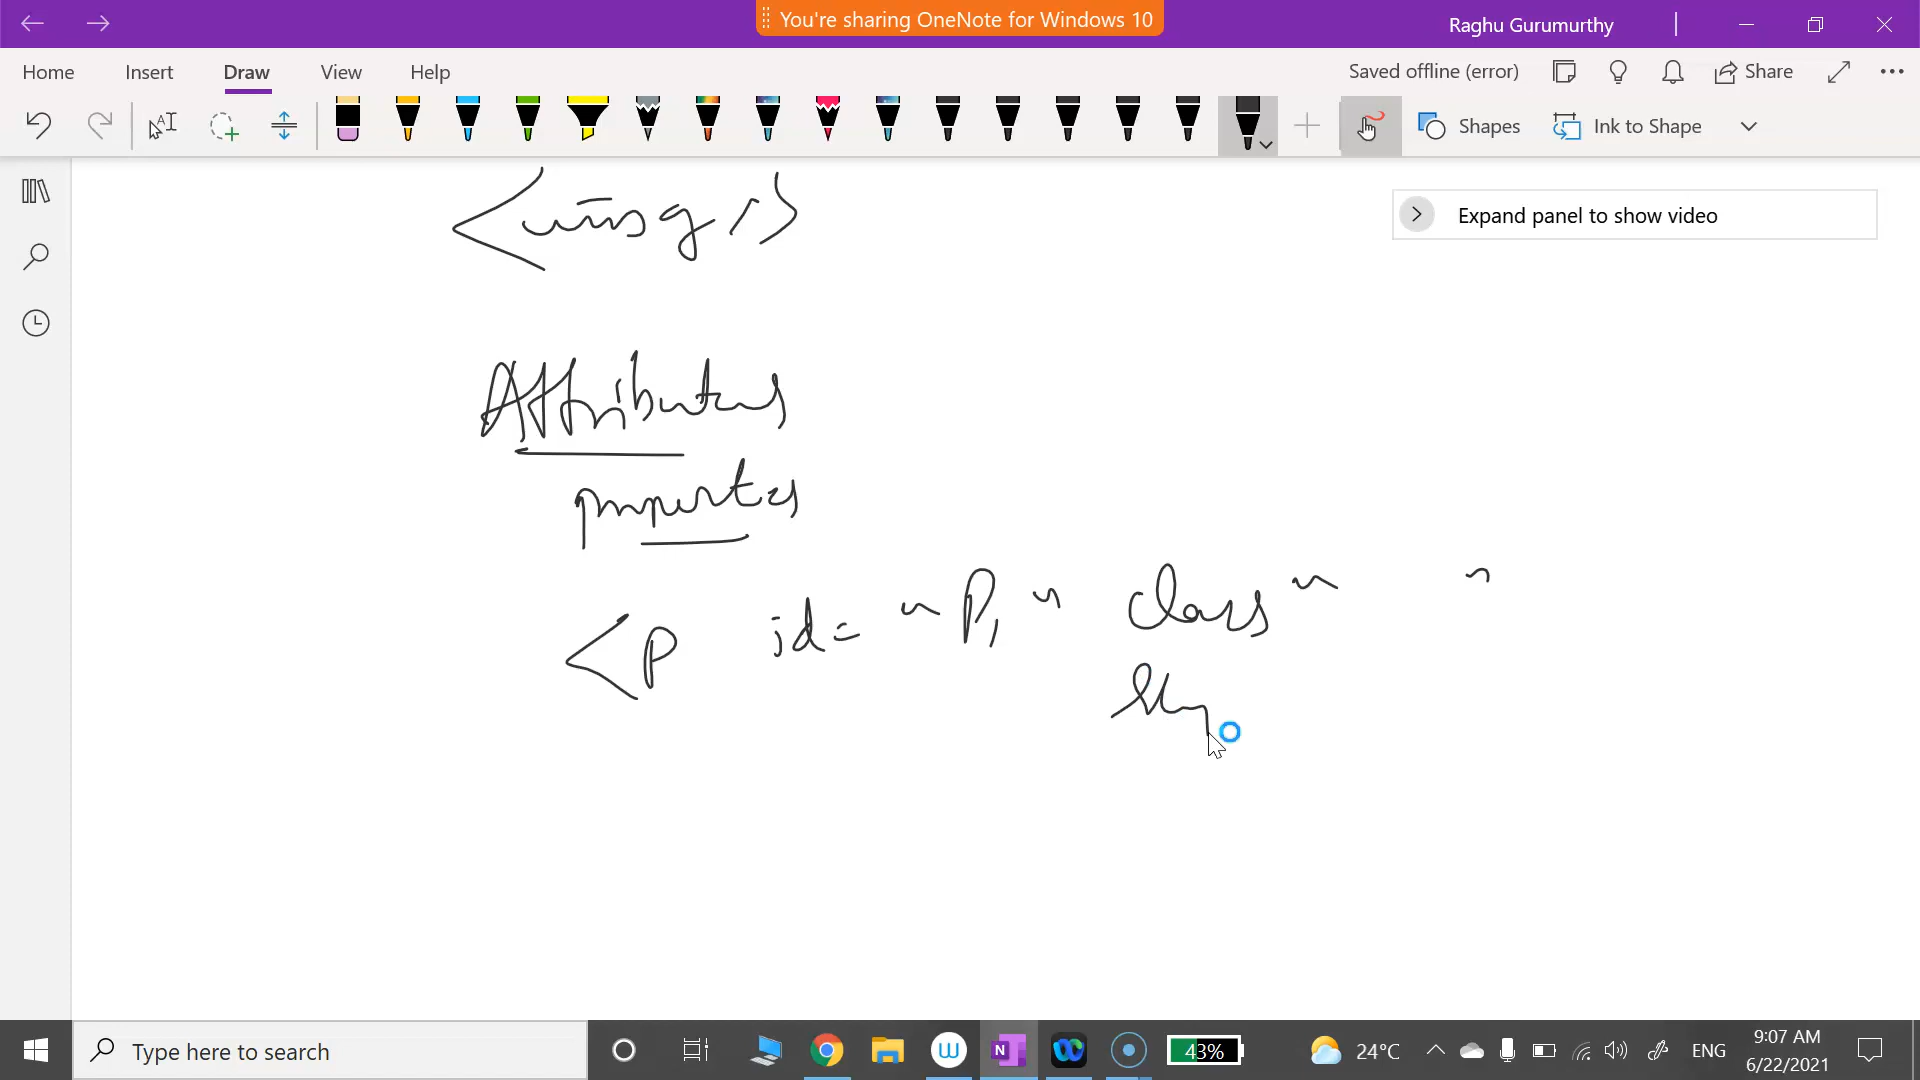 You're sharing OneNote for Windows 10
Raghu Gurumurthy
Home Insert Draw View Help
Saved offline (error) Share
Shapes Ink to Shape
Expand panel to show video
Attributes
properties
<P id= "P1" class " "
Sty
Type here to search
N
43%
24°C
ENG
9:07 AM
6/22/2021